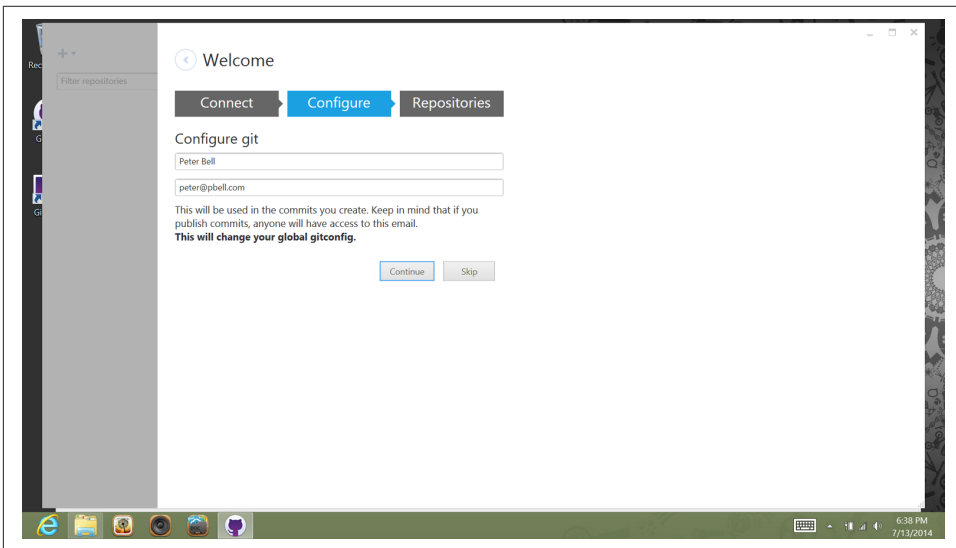 Rec
Filter repositories
G
Gi
Welcome
Connect
Configure
Repositories
Configure git
Peter Bell
peter@pbell.com
This will be used in the commits you create. Keep in mind that if you
publish commits, anyone will have access to this email.
This will change your global gitconfig.
Continue
Skip
6:38 PM
7/13/2014